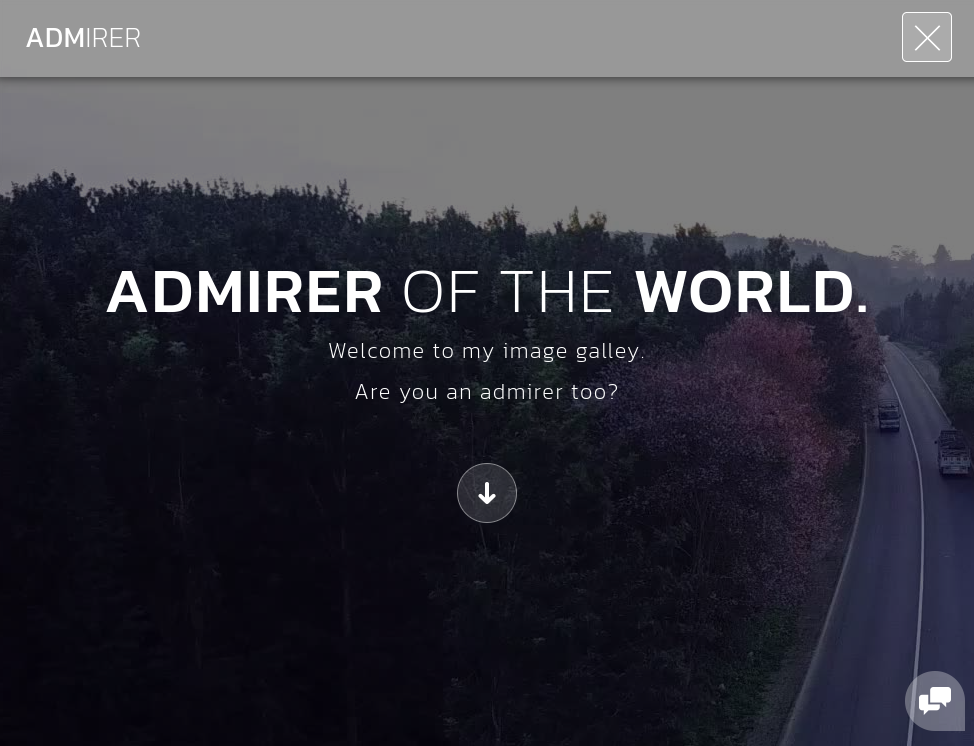 ADMIRER
ADMIRER OF THE WORLD.
Welcome to my image galley.
Are you an admirer too?